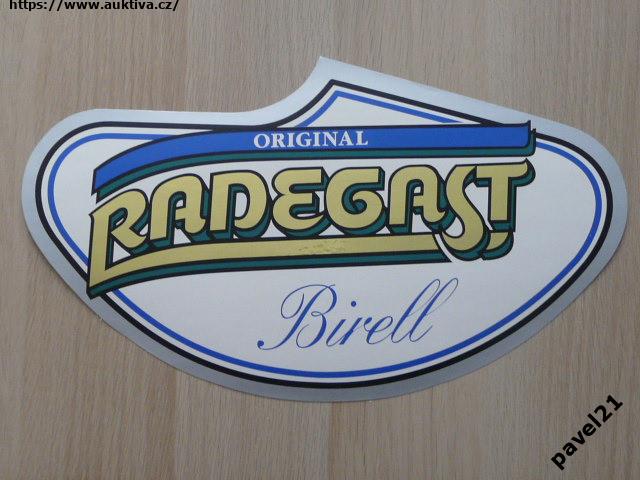 https://www.auktiva.cz/
ORIGINAL
RADEGAST
Birell
pavel21